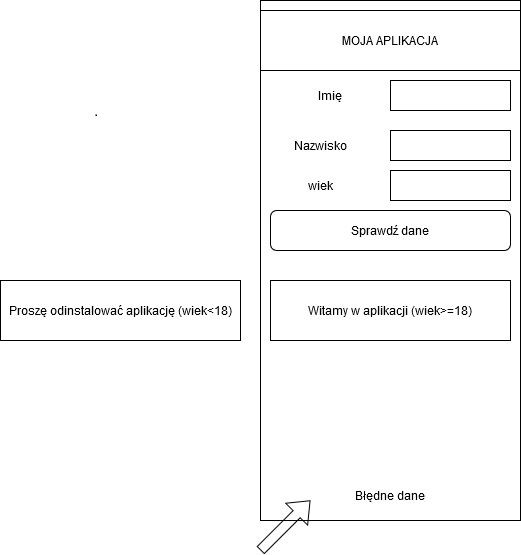 MOJA APLIKACJA
Imię
Nazwisko
wiek
Sprawdź dane
Proszę odinstalować aplikację (wiek<18)
Witamy w aplikacji (wiek>=18)
Błędne dane